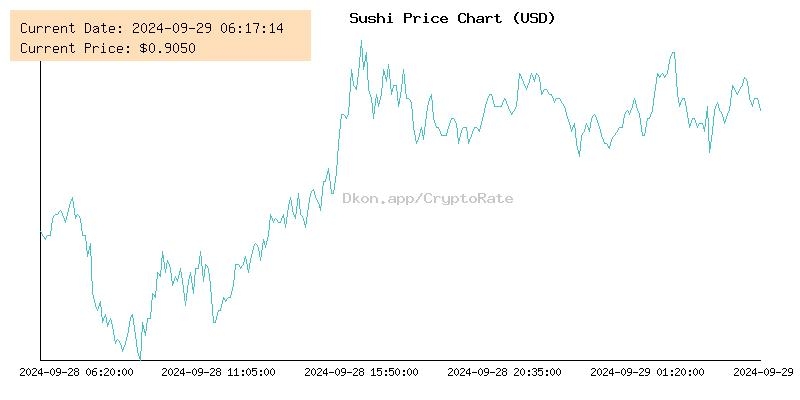 Sushi Price Chart (USD)
Current Date: 2024-09-29 06:17:14
Current Price: $0.9050
Dkon.app/CryptoRate
2024-09-28 06:20:00 2024-09-28 11:05:00 2024-09-28 15:50:00 2024-09-28 20:35:00 2024-09-29 01:20:00 2024-09-29